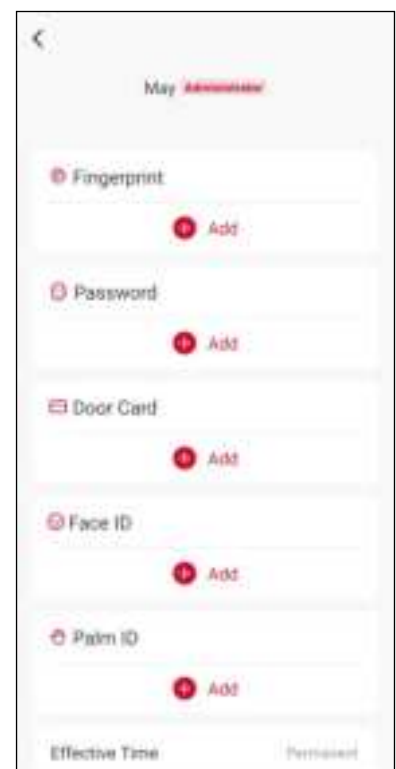 May Administrator
Fingerprint
Add
Password
Add
Door Card
Add
Face ID
Add
Palm ID
Add
Effective Time Permanent